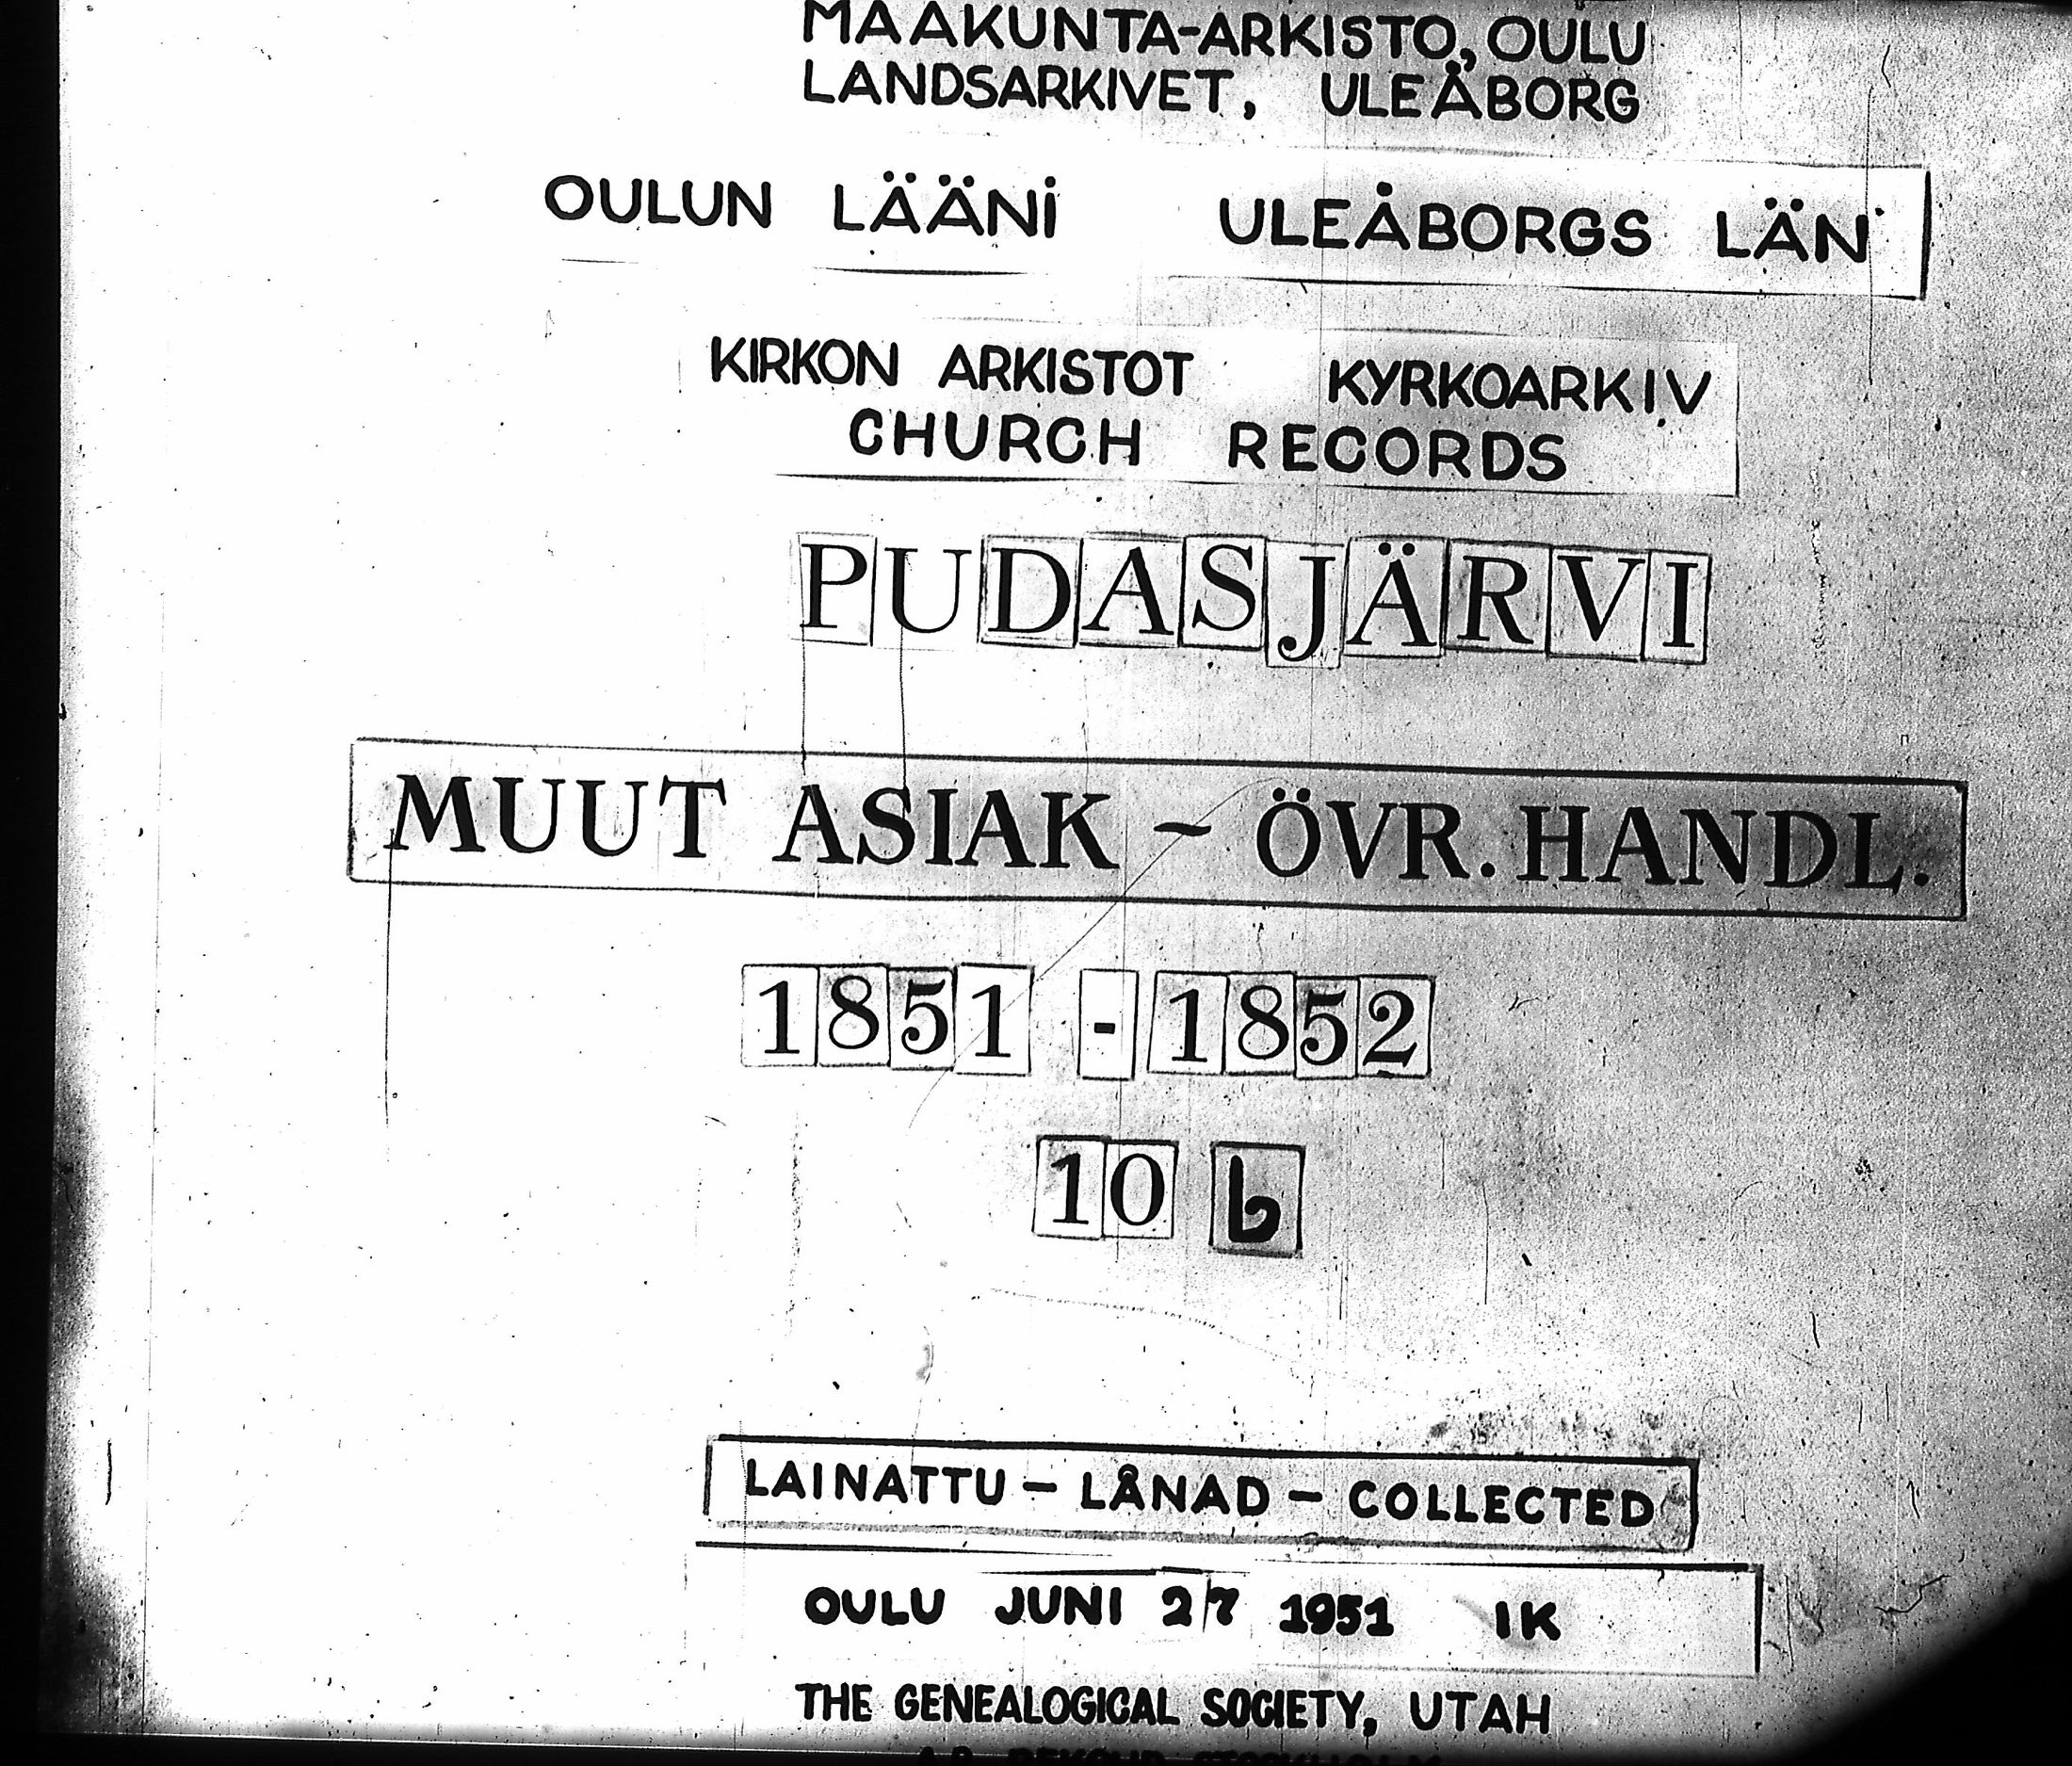 MAAKUNTA-ARKISTO, OULU
LANDSARKIVET, ULEÅBORG
OULUN LÄÄNI ULEÅBORGS LÄN
KIRKON ARKISTOT KYRKOARKIV
CHURCH RECORDS
PUDASJÄRVI
MUUT ASIAK - ÖVR. HANDL.
1851 - 1852
10 b
LAINATTU - LÅNAD - COLLECTED
OULU JUNI 27 1951 IK
THE GENEALOGICAL SOCIETY, UTAH